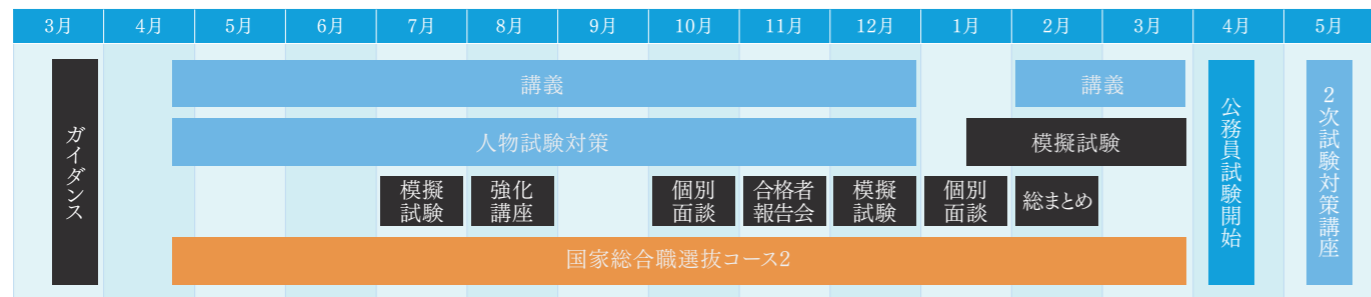 3月 4月 5月 6月 7月 8月 9月 10月 11月 12月 1月 2月 3月 4月 5月
ガイダンス
講義
講義
人物試験対策
模擬試験
模擬
試験
強化
講座
個別
面談
合格者
報告会
模擬
試験
個別
面談
総まとめ
国家総合職選抜コース2
公務員試験開始
2次試験対策講座